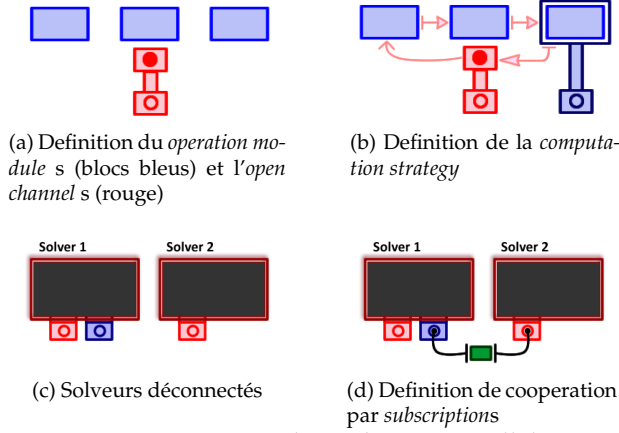 (a) Definition du operation mo-
dule s (blocs bleus) et l'open
channel s (rouge)
(b) Definition de la computa-
tion strategy
Solver 1
Solver 2
Solver 1
Solver 2
(c) Solveurs déconnectés
(d) Definition de cooperation
par subscriptions